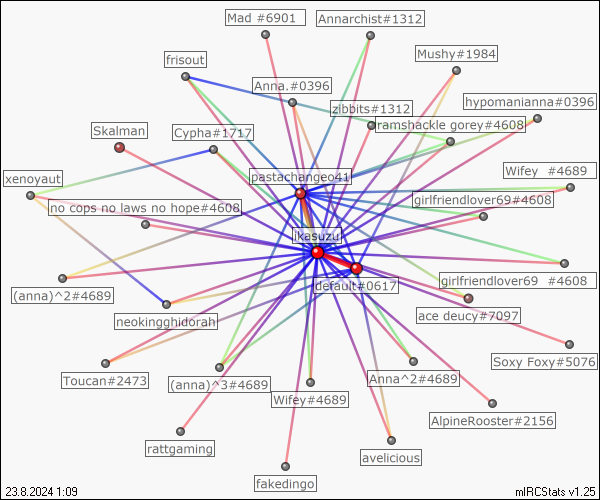 Mad #6901
Annarchist#1312
Mushy#1984
frisout
Anna.#0396
hypomanianna#0396
zibbits#1312
ramshackle gorey#4608
Skalman
Cypha#1717
pastachangeo41
Wifey #4689
xenoyaut
girlfriendlover69#4608
no cops no laws no hope#4608
ikasuzu
girlfriendlover69 #4608
default#0617
(anna)^2#4689
ace deucy#7097
neokingghidorah
Soxy Foxy#5076
Toucan#2473
(anna)^3#4689
Anna^2#4689
Wifey#4689
AlpineRooster#2156
rattgaming
avelicious
fakedingo
23.8.2024 1:09
mIRCStats v1.25